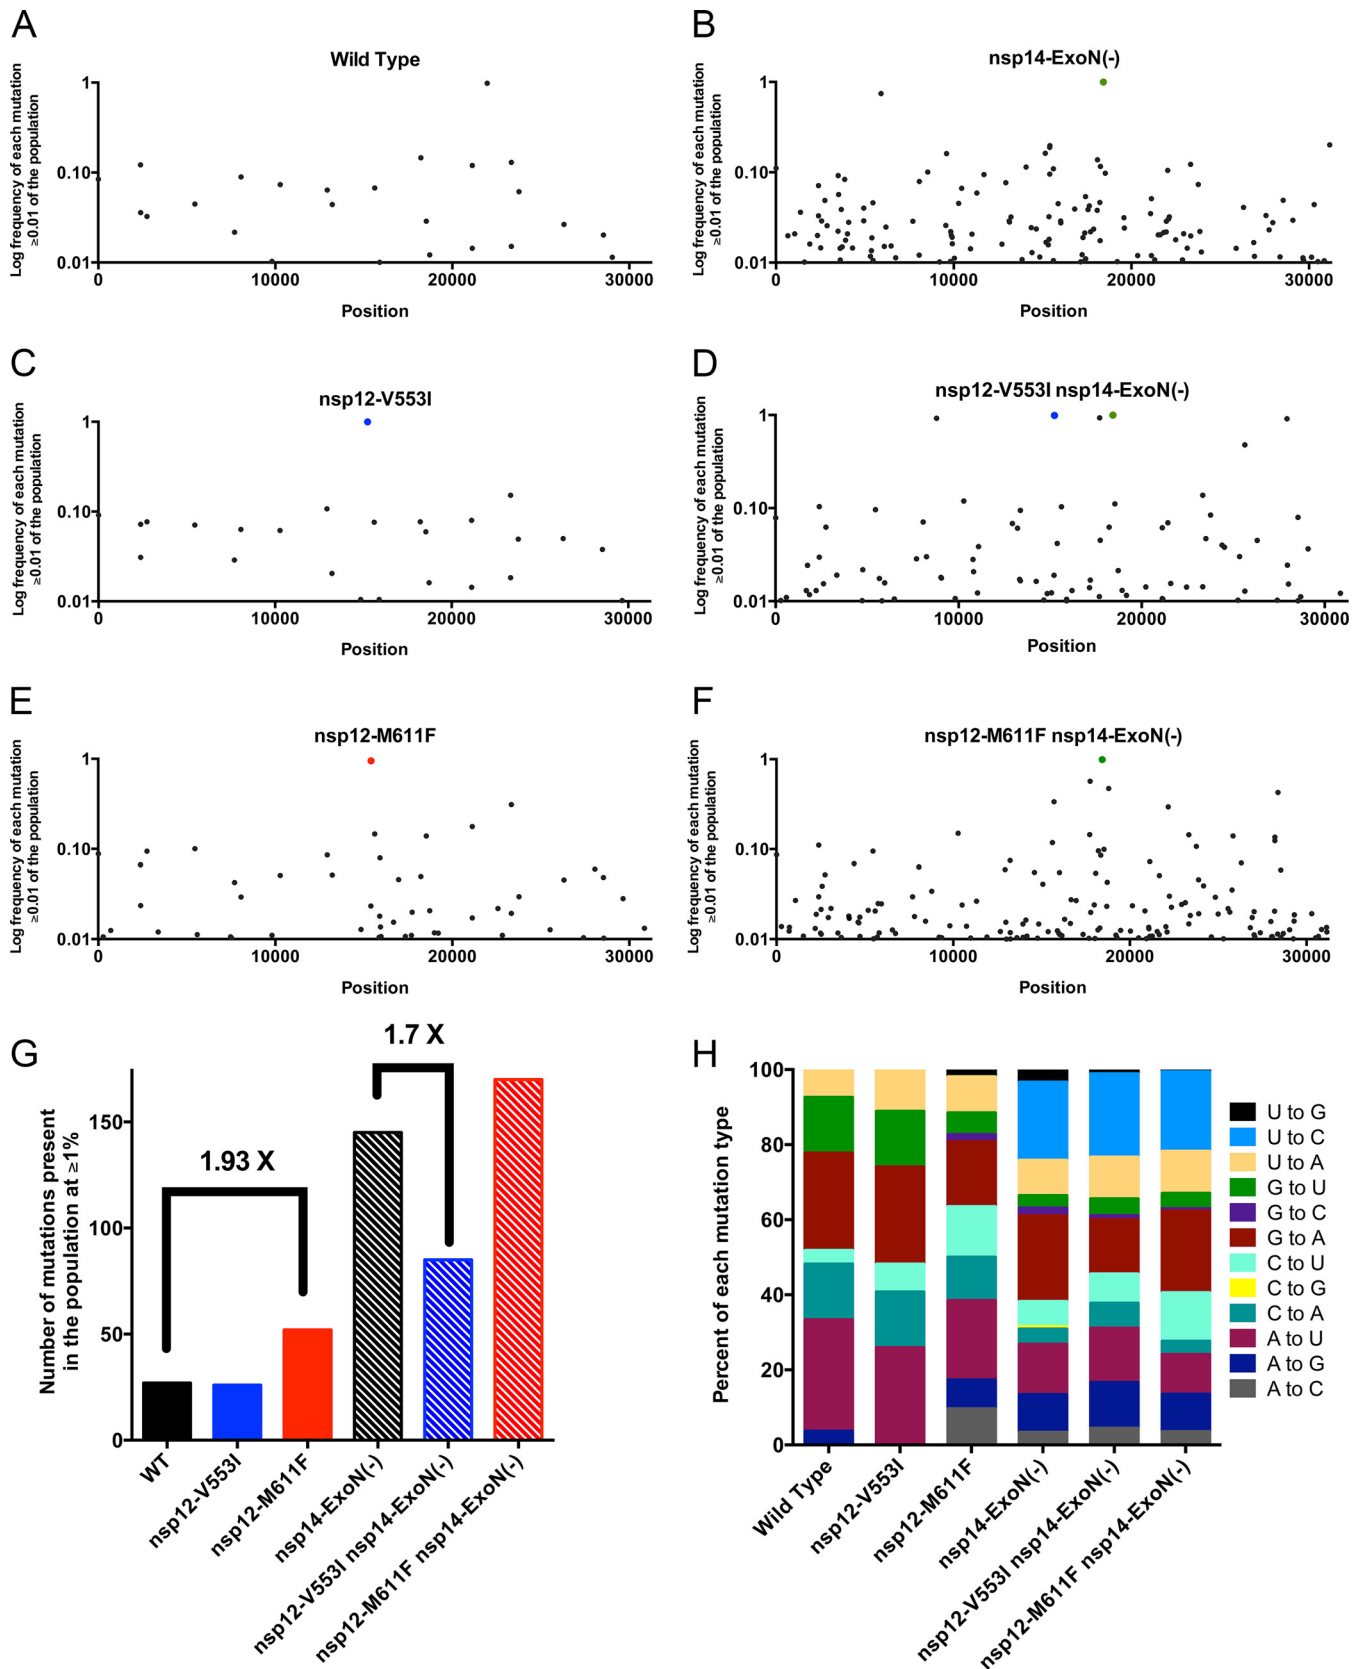 A
Wild Type
Log frequency of each mutation
≥0.01 of the population
1
0.10
0.01
0
10000
20000
30000
Position
B
nsp14-ExoN(-)
Log frequency of each mutation
≥0.01 of the population
1
0.10
0.01
0
10000
20000
30000
Position
C
nsp12-V553I
Log frequency of each mutation
≥0.01 of the population
1
0.10
0.01
0
10000
20000
30000
Position
D
nsp12-V553I nsp14-ExoN(-)
Log frequency of each mutation
≥0.01 of the population
1
0.10
0.01
0
10000
20000
30000
Position
E
nsp12-M611F
Log frequency of each mutation
≥0.01 of the population
1
0.10
0.01
0
10000
20000
30000
Position
F
nsp12-M611F nsp14-ExoN(-)
Log frequency of each mutation
≥0.01 of the population
1
0.10
0.01
0
10000
20000
30000
Position
G
1.7 X
1.93 X
Number of mutations present
in the population at ≥1%
150
100
50
0
WT
nsp12-V553I
nsp12-M611F
nsp14-ExoN(-)
nsp12-V553I nsp14-ExoN(-)
nsp12-M611F nsp14-ExoN(-)
H
Percent of each mutation type
100
80
60
40
20
0
Wild Type
nsp12-V553I
nsp12-M611F
nsp14-ExoN(-)
nsp12-V553I nsp14-ExoN(-)
nsp12-M611F nsp14-ExoN(-)
U to G
U to C
U to A
G to U
G to C
G to A
C to U
C to G
C to A
A to U
A to G
A to C